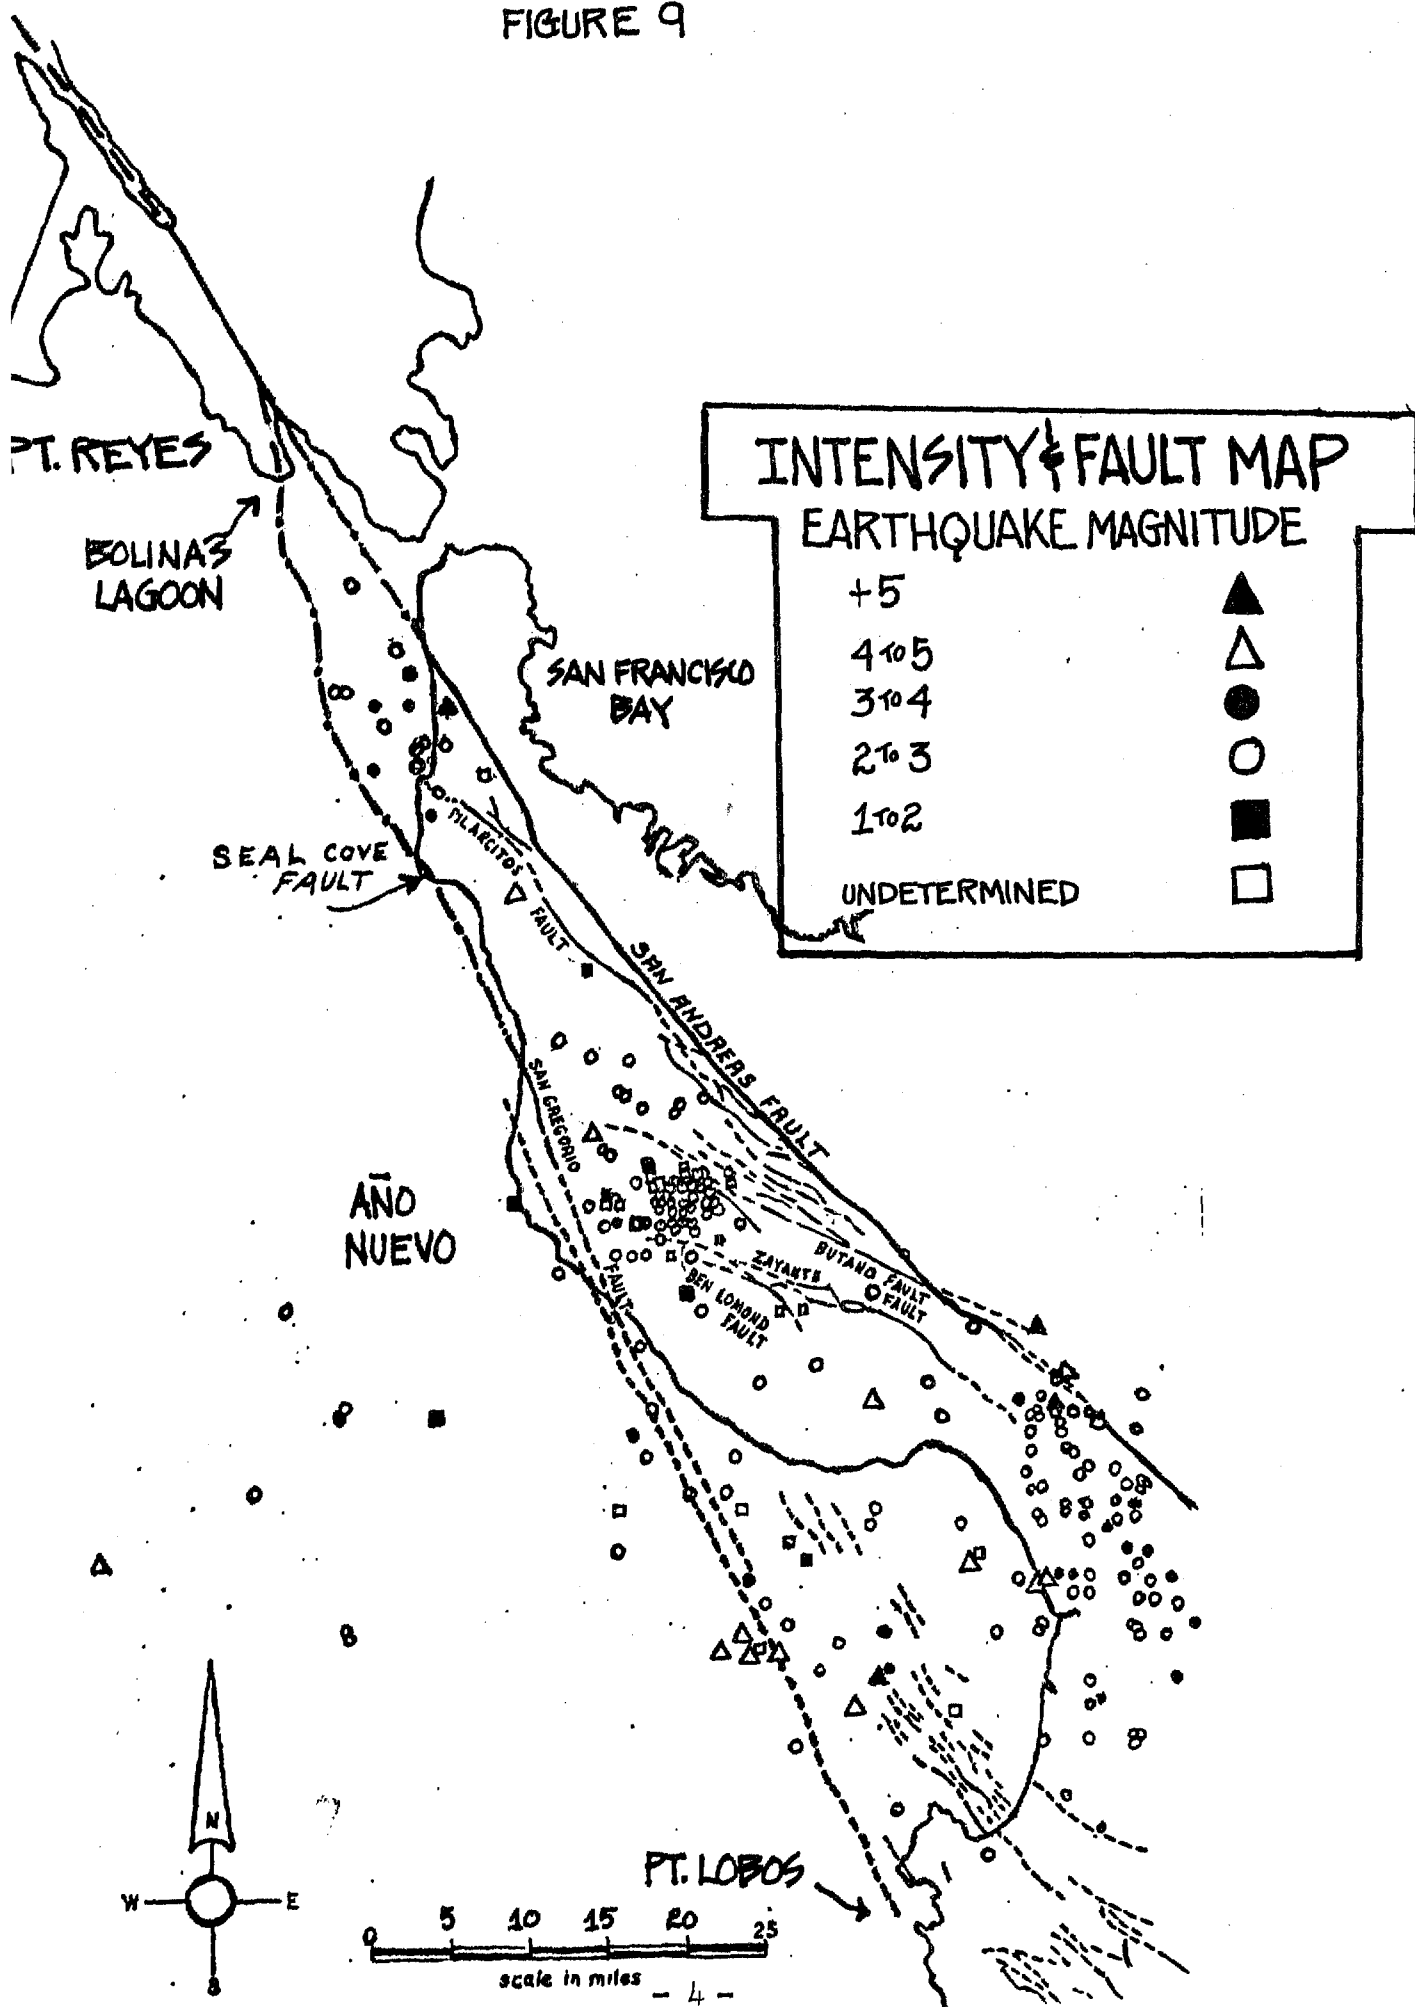 FIGURE 9
PT. REYES
BOLINAS
LAGOON
INTENSITY & FAULT MAP
EARTHQUAKE MAGNITUDE
+5
4 TO 5
3 TO 4
2 TO 3
1 TO 2
UNDETERMINED
SAN FRANCISCO
BAY
SEAL COVE
FAULT
PILARCITOS
FAULT
SAN ANDREAS FAULT
SAN GREGORIO
FAULT
AÑO
NUEVO
BUTANO FAULT
ZAYANTE
FAULT
BEN LOMOND
FAULT
PT. LOBOS
N
W E
S
0 5 10 15 20 25
scale in miles
- 4 -